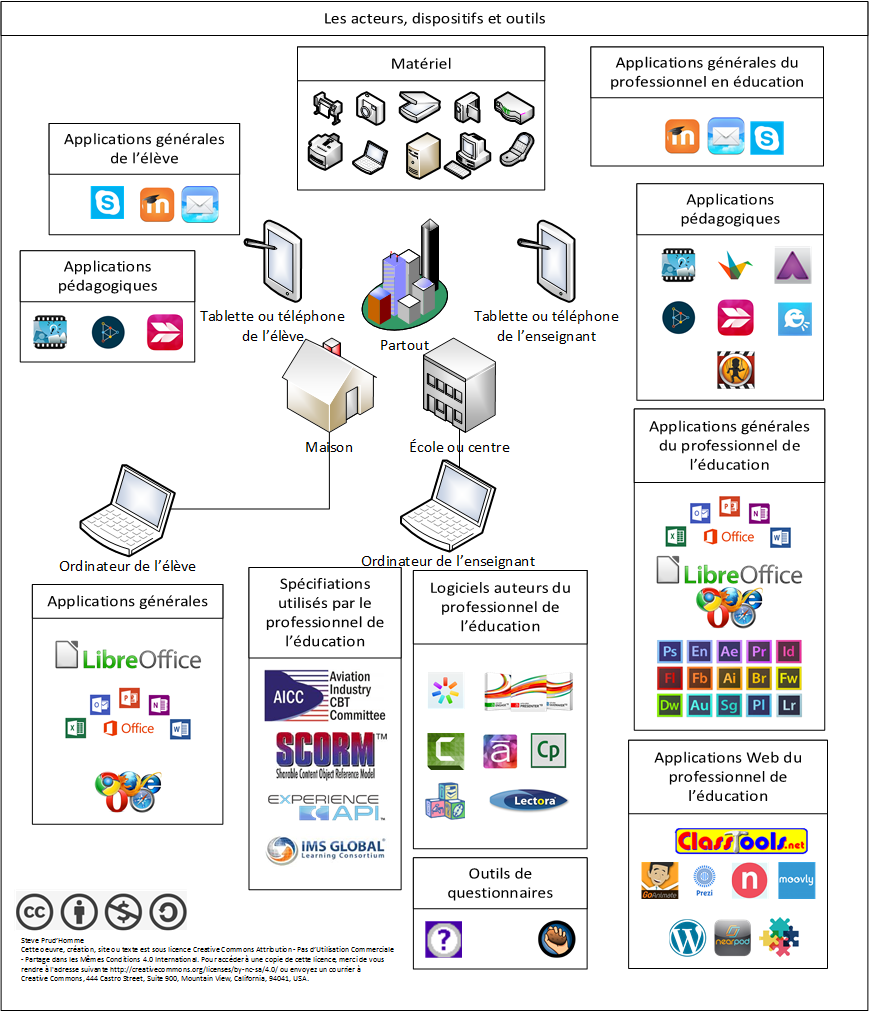 Les acteurs, dispositifs et outils
Matériel
Applications générales du
professionnel en éducation
Applications générales
de l'élève
Applications
pédagogiques
Applications
pédagogiques
Tablette ou téléphone
de l'élève
Partout
Tablette ou téléphone
de l'enseignant
Maison
École ou centre
Applications générales
du professionnel de
l'éducation
Office
LibreOffice
Ps En Ae Pr Id
Fl Fb Ai Br Fw
Dw Au Sg Pl Lr
Ordinateur de l'élève
Ordinateur de l'enseignant
Applications générales
LibreOffice
Office
Spécifiations
utilisés par le
professionnel de
l'éducation
AICC
Aviation
Industry
CBT
Committee
SCORM™
Sharable Content Object Reference Model
EXPERIENCE
API™
IMS GLOBAL
Learning Consortium
Logiciels auteurs du
professionnel de
l'éducation
Cp
Lectora
Outils de
questionnaires
?
Applications Web du
professionnel de
l'éducation
ClassTools.net
GoAnimate
Prezi
n
moovly
nearpod
cc
Steve Prud'Homme
Cette oeuvre, création, site ou texte est sous licence Creative Commons Attribution - Pas d'Utilisation Commerciale
- Partage dans les Mêmes Conditions 4.0 International. Pour accéder à une copie de cette licence, merci de vous
rendre à l'adresse suivante http://creativecommons.org/licenses/by-nc-sa/4.0/ ou envoyez un courrier à
Creative Commons, 444 Castro Street, Suite 900, Mountain View, California, 94041, USA.